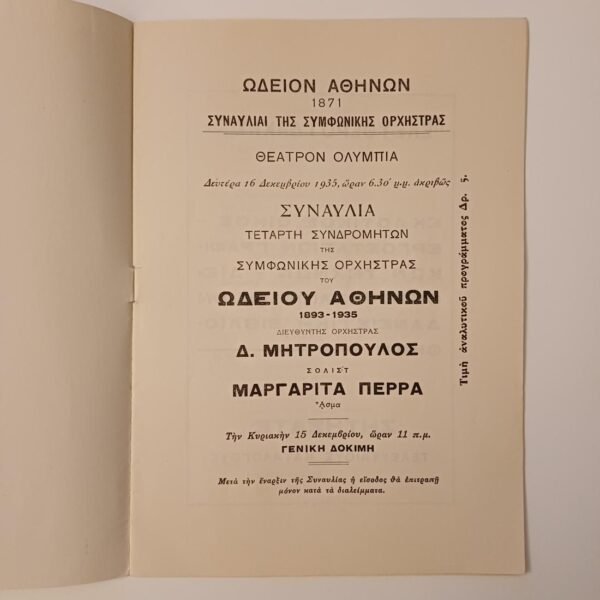 ΩΔΕΙΟΝ ΑΘΗΝΩΝ
1871
ΣΥΝΑΥΛΙΑΙ ΤΗΣ ΣΥΜΦΩΝΙΚΗΣ ΟΡΧΗΣΤΡΑΣ
ΘΕΑΤΡΟΝ ΟΛΥΜΠΙΑ
Δευτέρα 16 Δεκεμβρίου 1935, ὥραν 6.30' μ.μ. ἀκριβῶς
ΣΥΝΑΥΛΙΑ
ΤΕΤΑΡΤΗ ΣΥΝΔΡΟΜΗΤΩΝ
ΤΗΣ
ΣΥΜΦΩΝΙΚΗΣ ΟΡΧΗΣΤΡΑΣ
ΤΟΥ
ΩΔΕΙΟΥ ΑΘΗΝΩΝ
1893-1935
ΔΙΕΥΘΥΝΤΗΣ ΟΡΧΗΣΤΡΑΣ
Δ. ΜΗΤΡΟΠΟΥΛΟΣ
ΣΟΛΙΣΤ
ΜΑΡΓΑΡΙΤΑ ΠΕΡΡΑ
ᾎσμα
Τὴν Κυριακὴν 15 Δεκεμβρίου, ὥραν 11 π.μ.
ΓΕΝΙΚΗ ΔΟΚΙΜΗ
Μετὰ τὴν ἔναρξιν τῆς Συναυλίας ἡ εἴσοδος θὰ ἐπιτραπῇ
μόνον κατὰ τὰ διαλείμματα.
Τιμὴ ἀναλυτικοῦ προγράμματος Δρ. 5.